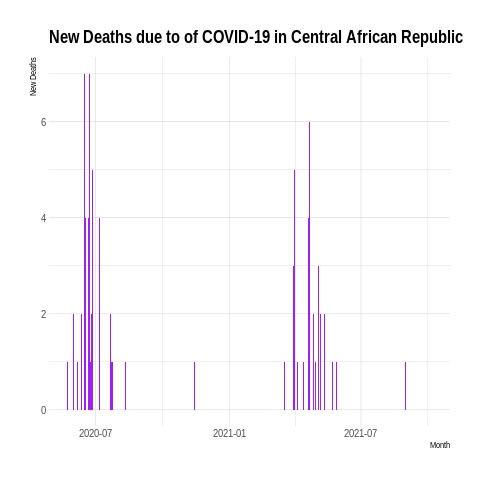 New Deaths due to of COVID-19 in Central African Republic
New Deaths
6
4
2
0
2020-07
2021-01
2021-07
Month